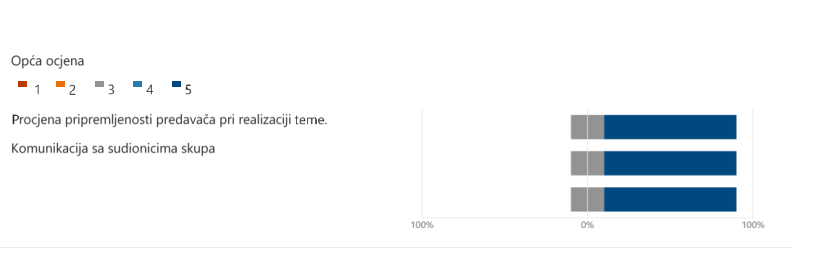 Opća ocjena
1 2 3 4 5
Procjena pripremljenosti predavača pri realizaciji teme.
Komunikacija sa sudionicima skupa
100% 0% 100%